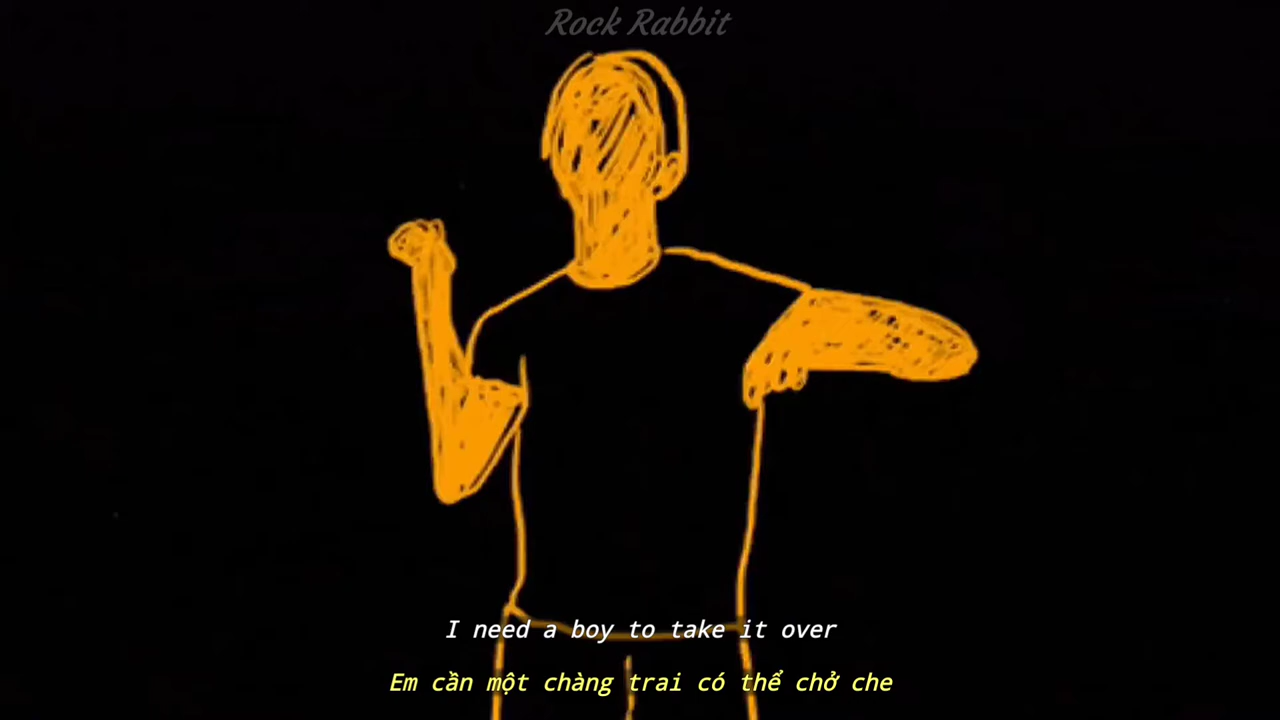 Rock Rabbit
I need a boy to take it over
Em cần một chàng trai có thể chở che